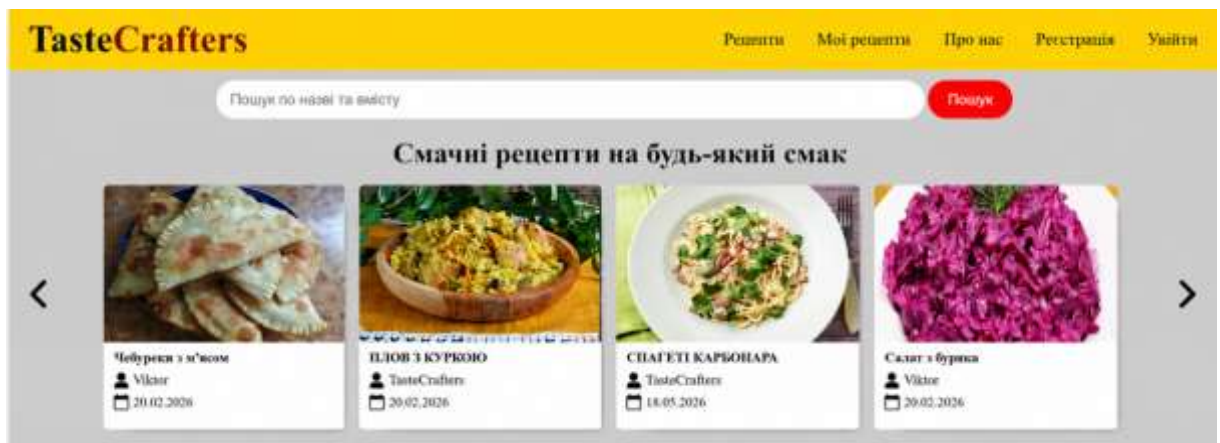 TasteCrafters
Рецепти Мої рецепти Про нас Реєстрація Увійти
Пошук по назві та вмісту Пошук
Смачні рецепти на будь-який смак
Чебуреки з м'ясом
Viktor
20.02.2026
ПЛОВ З КУРКОЮ
TasteCrafters
20.02.2026
СПАГЕТІ КАРБОНАРА
TasteCrafters
18.05.2026
Салат з буряка
Viktor
20.02.2026